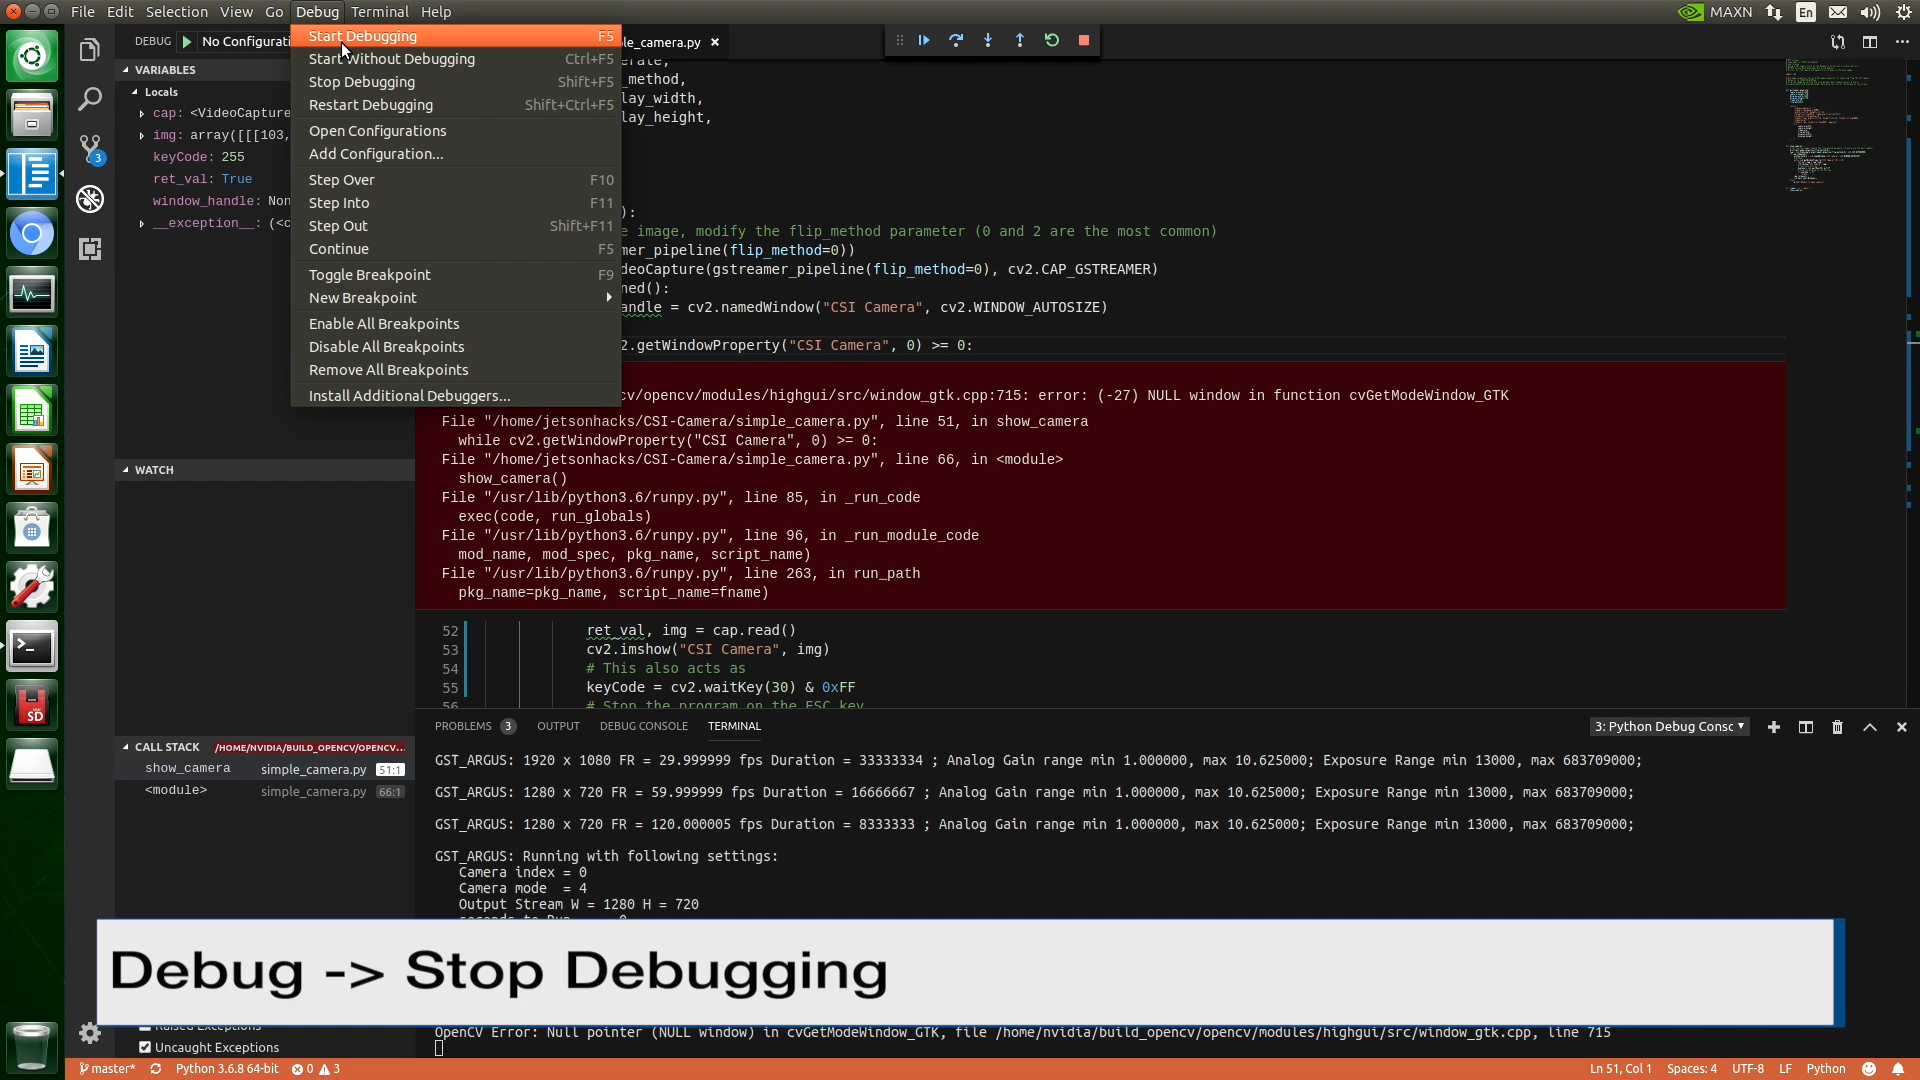 File Edit Selection View Go Debug Terminal Help
MAXN En
DEBUG No Configurati
le_camera.py ×
Start Debugging F5
Start Without Debugging Ctrl+F5
Stop Debugging Shift+F5
Restart Debugging Shift+Ctrl+F5
Open Configurations
Add Configuration...
Step Over F10
Step Into F11
Step Out Shift+F11
Continue F5
Toggle Breakpoint F9
New Breakpoint
Enable All Breakpoints
Disable All Breakpoints
Remove All Breakpoints
Install Additional Debuggers...
VARIABLES
Locals
cap: <VideoCapture
img: array([[[103,
keyCode: 255
ret_val: True
window_handle: Non
__exception__: (<c
WATCH
CALL STACK /HOME/NVIDIA/BUILD_OPENCV/OPENCV...
show_camera simple_camera.py 51:1
<module> simple_camera.py 66:1
Uncaught Exceptions
_method,
lay_width,
lay_height,
):
e image, modify the flip_method parameter (0 and 2 are the most common)
mer_pipeline(flip_method=0))
deoCapture(gstreamer_pipeline(flip_method=0), cv2.CAP_GSTREAMER)
ned():
andle = cv2.namedWindow("CSI Camera", cv2.WINDOW_AUTOSIZE)
2.getWindowProperty("CSI Camera", 0) >= 0:
cv/opencv/modules/highgui/src/window_gtk.cpp:715: error: (-27) NULL window in function cvGetModeWindow_GTK
File "/home/jetsonhacks/CSI-Camera/simple_camera.py", line 51, in show_camera
while cv2.getWindowProperty("CSI Camera", 0) >= 0:
File "/home/jetsonhacks/CSI-Camera/simple_camera.py", line 66, in <module>
show_camera()
File "/usr/lib/python3.6/runpy.py", line 85, in _run_code
exec(code, run_globals)
File "/usr/lib/python3.6/runpy.py", line 96, in _run_module_code
mod_name, mod_spec, pkg_name, script_name)
File "/usr/lib/python3.6/runpy.py", line 263, in run_path
pkg_name=pkg_name, script_name=fname)
52 ret_val, img = cap.read()
53 cv2.imshow("CSI Camera", img)
54 # This also acts as
55 keyCode = cv2.waitKey(30) & 0xFF
56 # Stop the program on the ESC key
PROBLEMS 3 OUTPUT DEBUG CONSOLE TERMINAL 3: Python Debug Consc
GST_ARGUS: 1920 x 1080 FR = 29.999999 fps Duration = 33333334 ; Analog Gain range min 1.000000, max 10.625000; Exposure Range min 13000, max 683709000;
GST_ARGUS: 1280 x 720 FR = 59.999999 fps Duration = 16666667 ; Analog Gain range min 1.000000, max 10.625000; Exposure Range min 13000, max 683709000;
GST_ARGUS: 1280 x 720 FR = 120.000005 fps Duration = 8333333 ; Analog Gain range min 1.000000, max 10.625000; Exposure Range min 13000, max 683709000;
GST_ARGUS: Running with following settings:
Camera index = 0
Camera mode = 4
Output Stream W = 1280 H = 720
Debug -> Stop Debugging
OpenCV Error: Null pointer (NULL window) in cvGetModeWindow_GTK, file /home/nvidia/build_opencv/opencv/modules/highgui/src/window_gtk.cpp, line 715
master* Python 3.6.8 64-bit 0 3 Ln 51, Col 1 Spaces: 4 UTF-8 LF Python